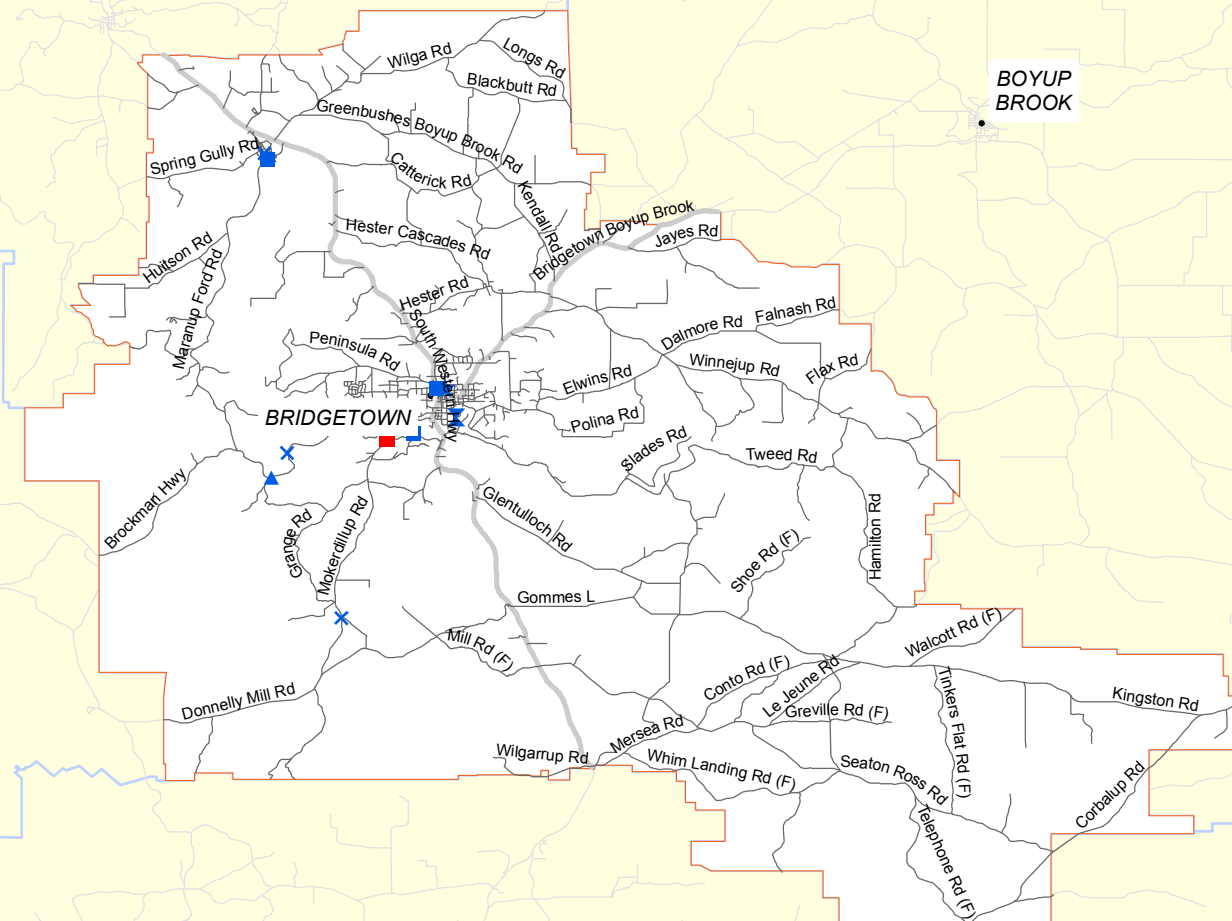 Longs Rd
Wilga Rd
BOYUP
BROOK
Blackbutt Rd
Greenbushes Boyup Brook Rd
Spring Gully Rd
Catterick Rd
Kendall Rd
Bridgetown Boyup Brook
Hester Cascades Rd
Jayes Rd
Huitson Rd
Maranup Ford Rd
Hester Rd
Falnash Rd
Dalmore Rd
South Western Hwy
Peninsula Rd
Winnejup Rd
Flax Rd
Elwins Rd
BRIDGETOWN
Polina Rd
Slades Rd
Tweed Rd
Brockman Hwy
Glentulloch Rd
Grange Rd
Mokerdillup Rd
Hamilton Rd
Shoe Rd (F)
Gommes L
Mill Rd (F)
Walcott Rd (F)
Conto Rd (F)
Le Jeune Rd
Donnelly Mill Rd
Tinkers Flat Rd (F)
Kingston Rd
Greville Rd (F)
Mersea Rd
Wilgarrup Rd
Whim Landing Rd (F)
Seaton Ross Rd
Corbalup Rd
Telephone Rd (F)